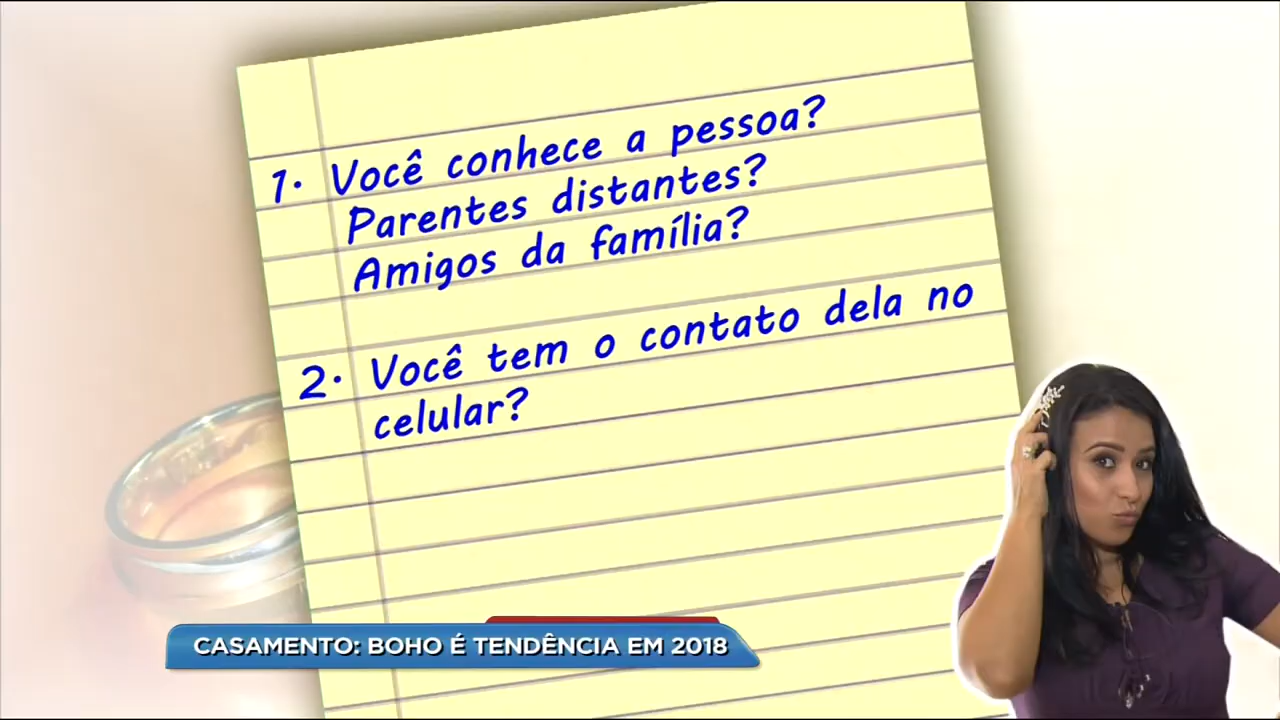 1. Você conhece a pessoa?
Parentes distantes?
Amigos da família?
2. Você tem o contato dela no
celular?
CASAMENTO: BOHO É TENDÊNCIA EM 2018